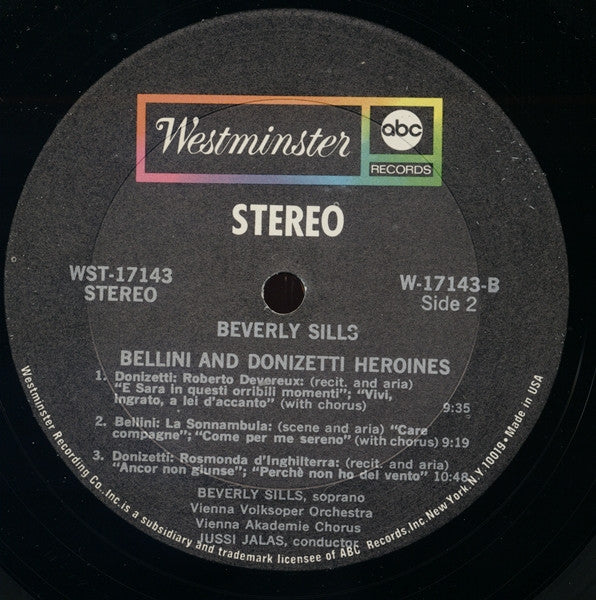 Westminster
abc
RECORDS
STEREO
WST-17143
STEREO
W-17143-B
Side 2
BEVERLY SILLS
BELLINI AND DONIZETTI HEROINES
1. Donizetti: Roberto Devereux: (recit. and aria)
"E Sara in questi orribili momenti"; "Vivi,
Ingrato, a lei d'accanto" (with chorus) 9:35
2. Bellini: La Sonnambula: (scene and aria) "Care
compagne"; "Come per me sereno" (with chorus) 9:19
3. Donizetti: Rosmonda d'Inghilterra: (recit. and aria)
"Ancor non giunse"; "Perchè non ho del vento" 10:48
BEVERLY SILLS, soprano
Vienna Volksoper Orchestra
Vienna Akademie Chorus
JUSSI JALAS, conductor
Westminster Recording Co., Inc. is a subsidiary and trademark licensee of ABC Records, Inc. New York, N.Y. 10019 • Made in USA